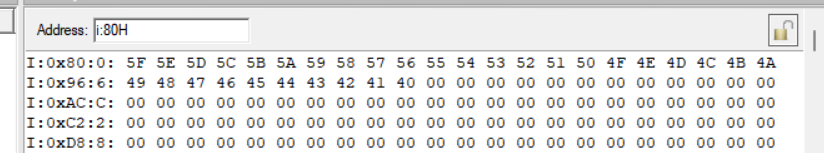 Address: i:80H
I:0x80:0: 5F 5E 5D 5C 5B 5A 59 58 57 56 55 54 53 52 51 50 4F 4E 4D 4C 4B 4A
I:0x96:6: 49 48 47 46 45 44 43 42 41 40 00 00 00 00 00 00 00 00 00 00 00 00
I:0xAC:C: 00 00 00 00 00 00 00 00 00 00 00 00 00 00 00 00 00 00 00 00 00 00
I:0xC2:2: 00 00 00 00 00 00 00 00 00 00 00 00 00 00 00 00 00 00 00 00 00 00
I:0xD8:8: 00 00 00 00 00 00 00 00 00 00 00 00 00 00 00 00 00 00 00 00 00 00